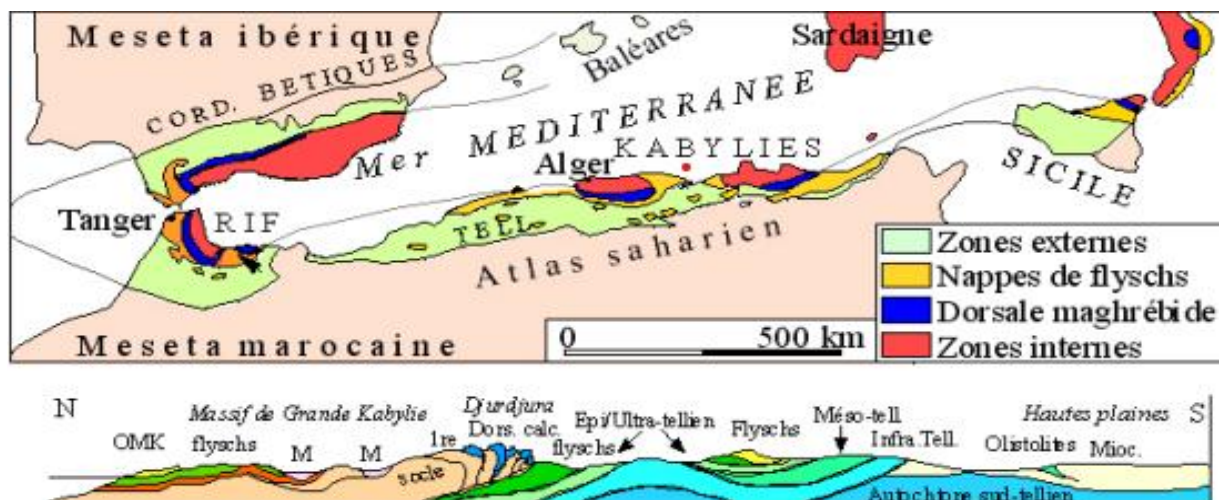 Meseta ibérique
Sardaigne
Baléares
CORD. BETIQUES
Mer MEDITERRANEE
KABYLIES
Alger
SICILE
Tanger
RIF
TELL
Atlas saharien
Zones externes
Nappes de flyschs
Dorsale maghrébide
Zones internes
0 500 km
Meseta marocaine
N
S
Massif de Grande Kabylie
Djurdjura
Epi/Ultra-tellien
Méso-tell.
Hautes plaines
OMK
flyschs
M
M
1re
Dors. calc.
flyschs
Flyschs
Infra.Tell.
Olistolites
Mioc.
socle
Autochtone sud-tellien